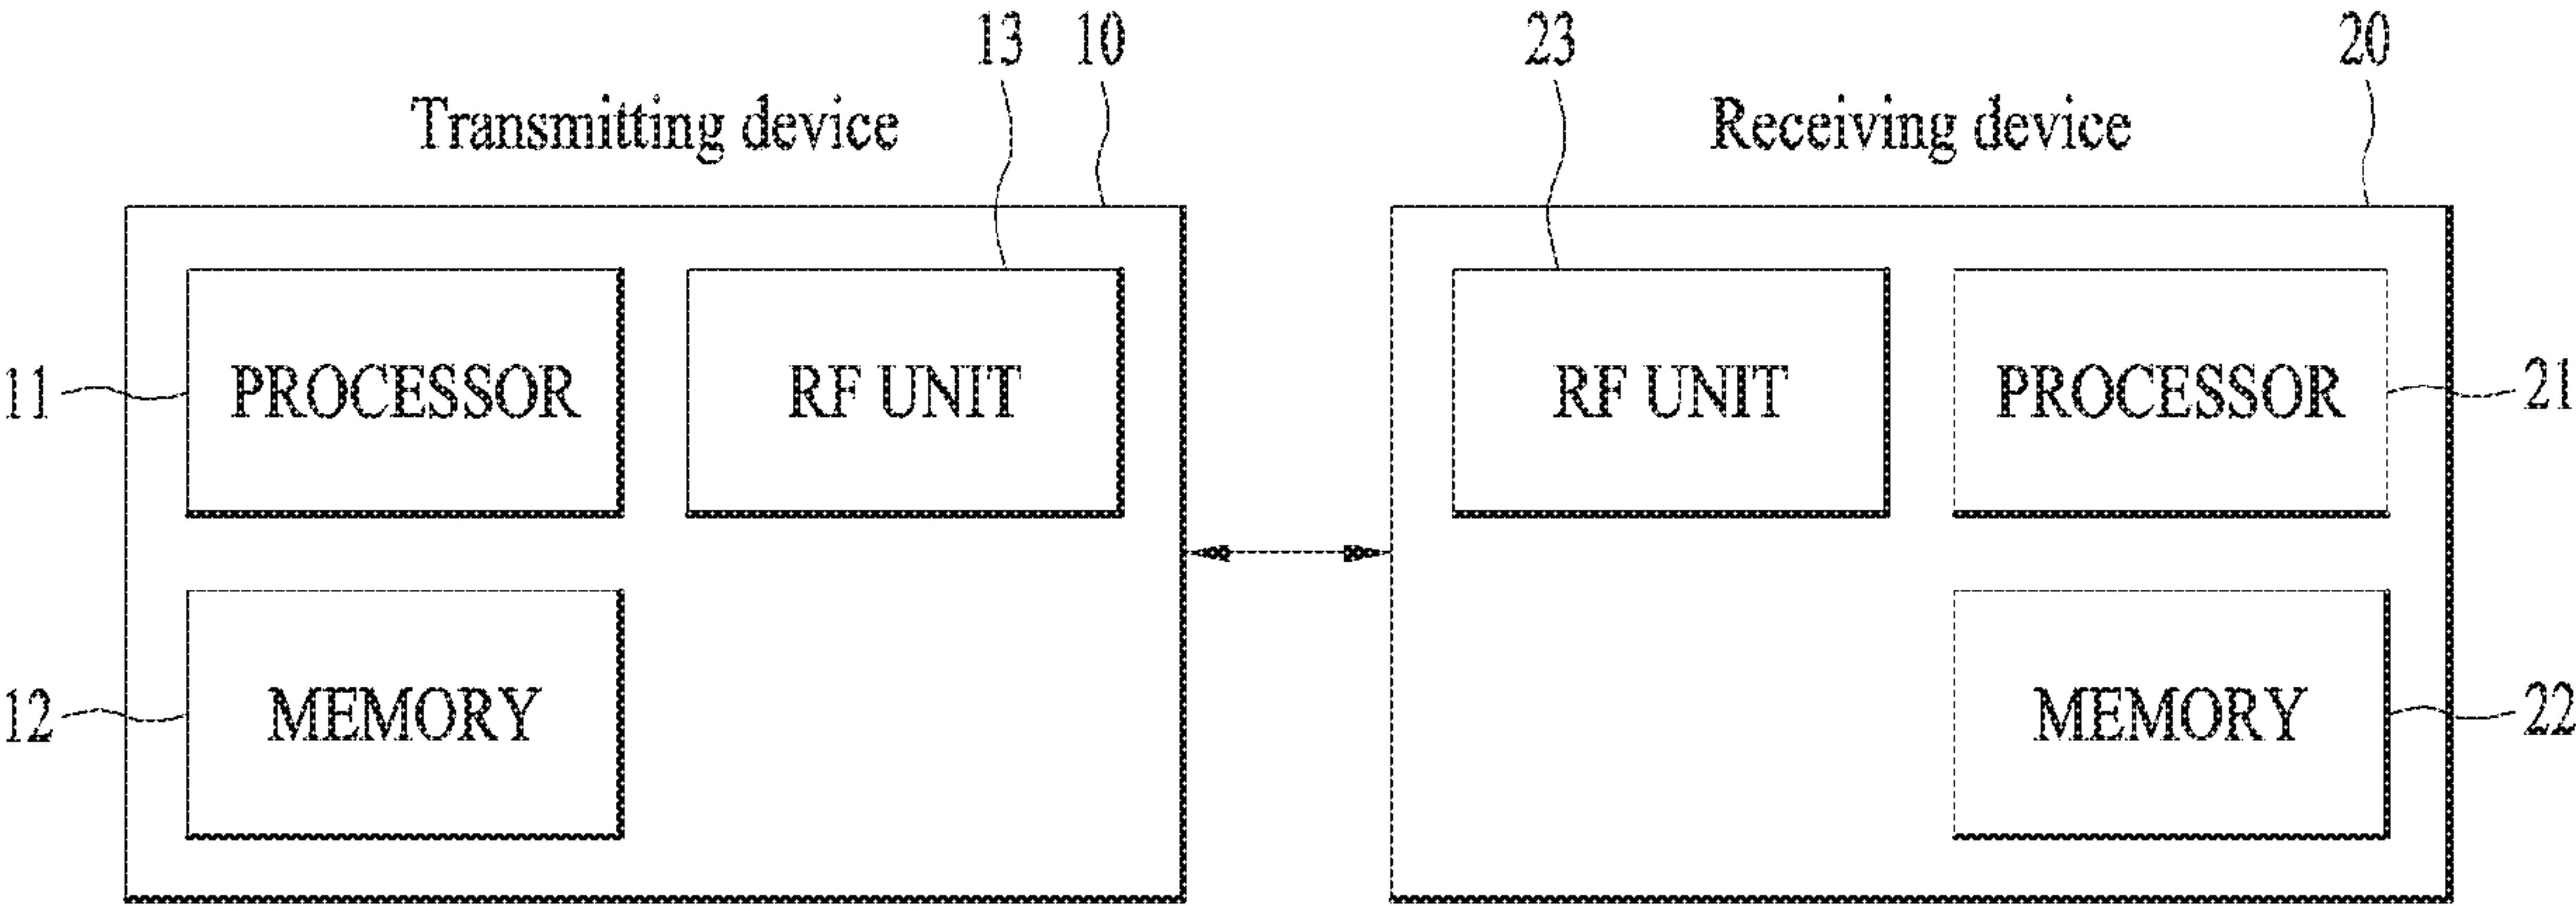 13 10 23 20
Transmitting device Receiving device
11 PROCESSOR RF UNIT RF UNIT PROCESSOR 21
12 MEMORY MEMORY 22